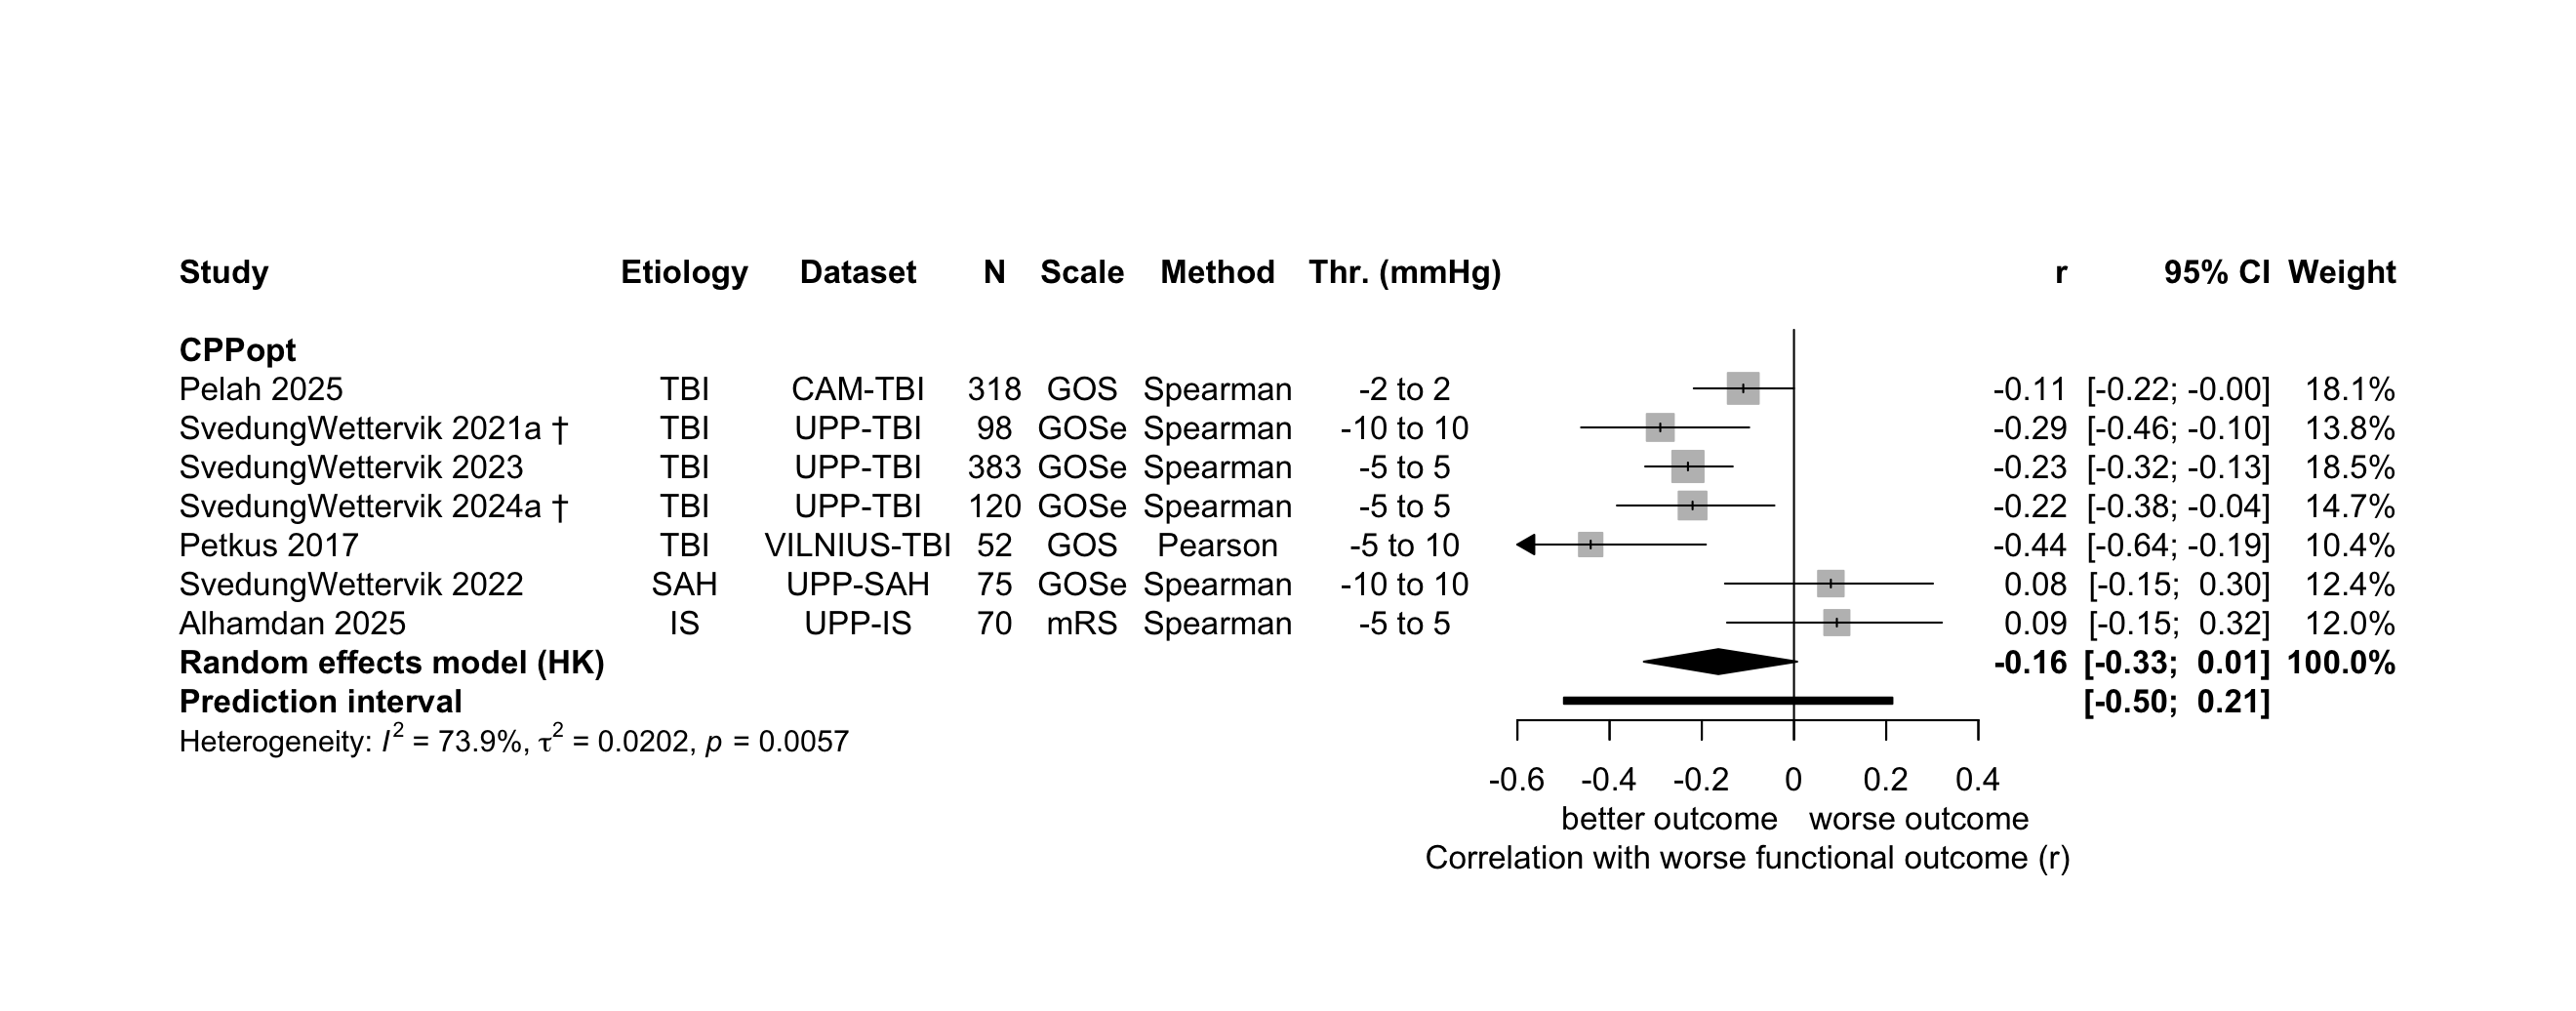 Study Etiology Dataset N Scale Method Thr. (mmHg) r 95% CI Weight
CPPopt
Pelah 2025 TBI CAM-TBI 318 GOS Spearman -2 to 2 -0.11 [-0.22; -0.00] 18.1%
SvedungWettervik 2021a † TBI UPP-TBI 98 GOSe Spearman -10 to 10 -0.29 [-0.46; -0.10] 13.8%
SvedungWettervik 2023 TBI UPP-TBI 383 GOSe Spearman -5 to 5 -0.23 [-0.32; -0.13] 18.5%
SvedungWettervik 2024a † TBI UPP-TBI 120 GOSe Spearman -5 to 5 -0.22 [-0.38; -0.04] 14.7%
Petkus 2017 TBI VILNIUS-TBI 52 GOS Pearson -5 to 10 -0.44 [-0.64; -0.19] 10.4%
SvedungWettervik 2022 SAH UPP-SAH 75 GOSe Spearman -10 to 10 0.08 [-0.15; 0.30] 12.4%
Alhamdan 2025 IS UPP-IS 70 mRS Spearman -5 to 5 0.09 [-0.15; 0.32] 12.0%
Random effects model (HK) -0.16 [-0.33; 0.01] 100.0%
Prediction interval [-0.50; 0.21]
Heterogeneity: I² = 73.9%, τ² = 0.0202, p = 0.0057
-0.6 -0.4 -0.2 0 0.2 0.4
better outcome worse outcome
Correlation with worse functional outcome (r)